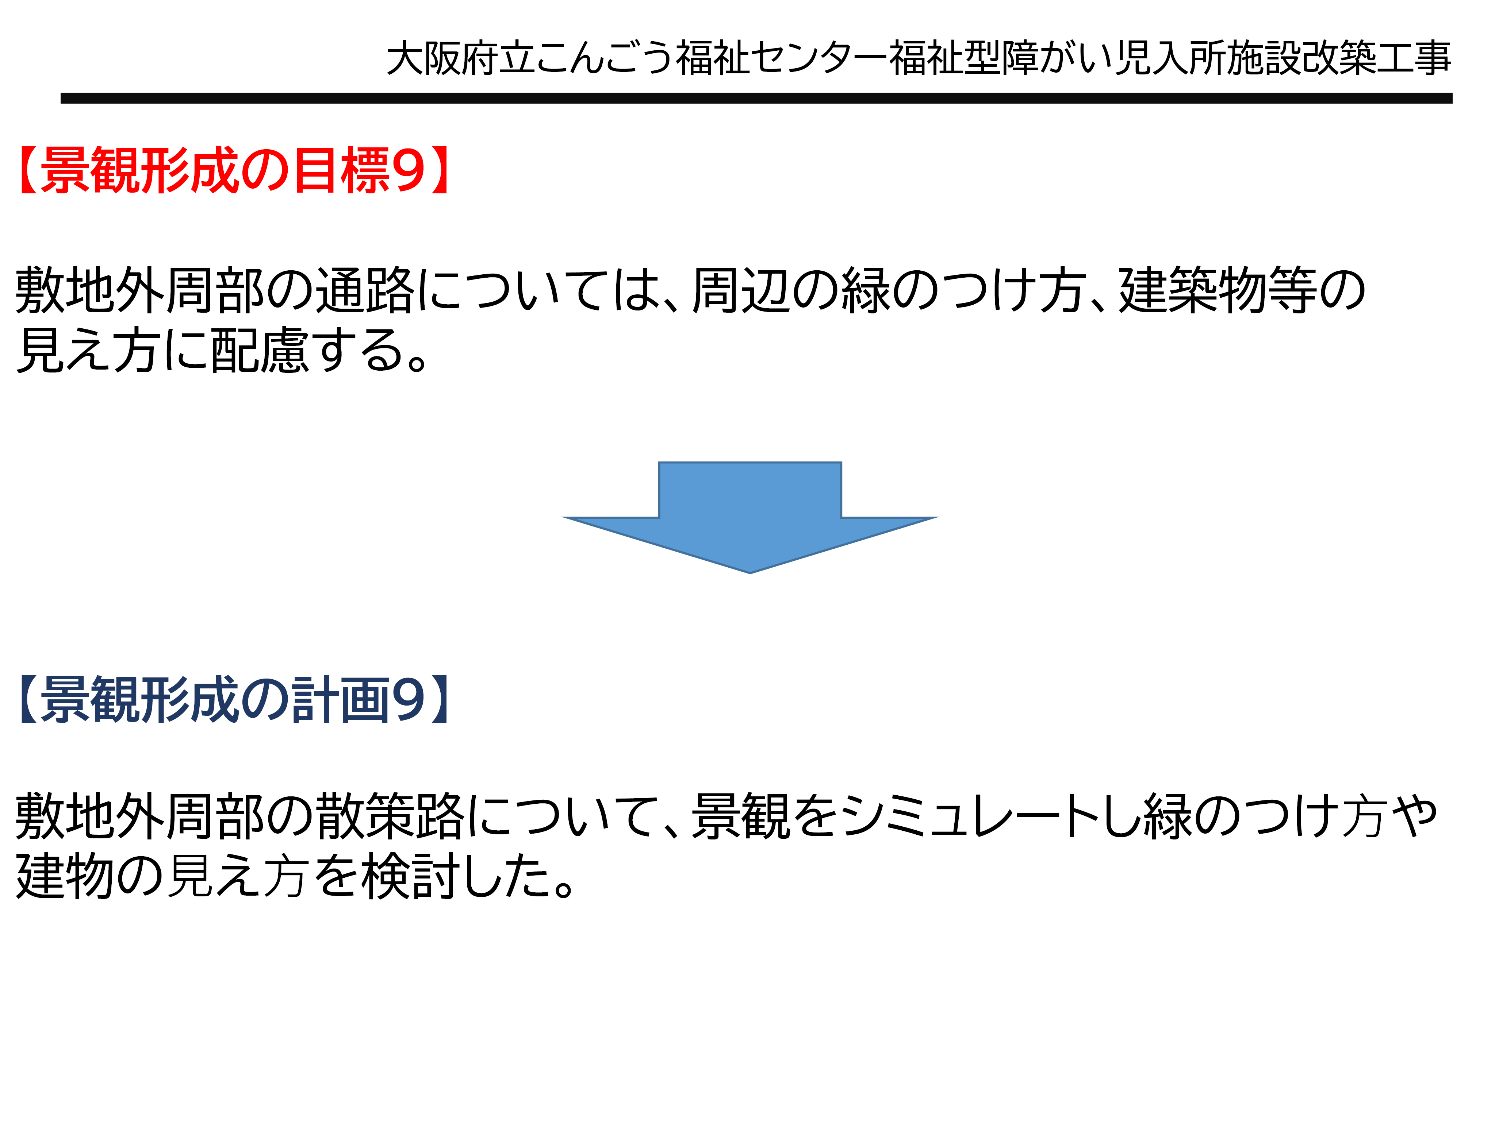 大阪府立こんごう福祉センター福祉型障がい児入所施設改築工事
【景観形成の目標９】
敷地外周部の通路については、周辺の緑のつけ方、建築物等の
見え方に配慮する。
【景観形成の計画９】
敷地外周部の散策路について、景観をシミュレートし緑のつけ方や
建物の見え方を検討した。